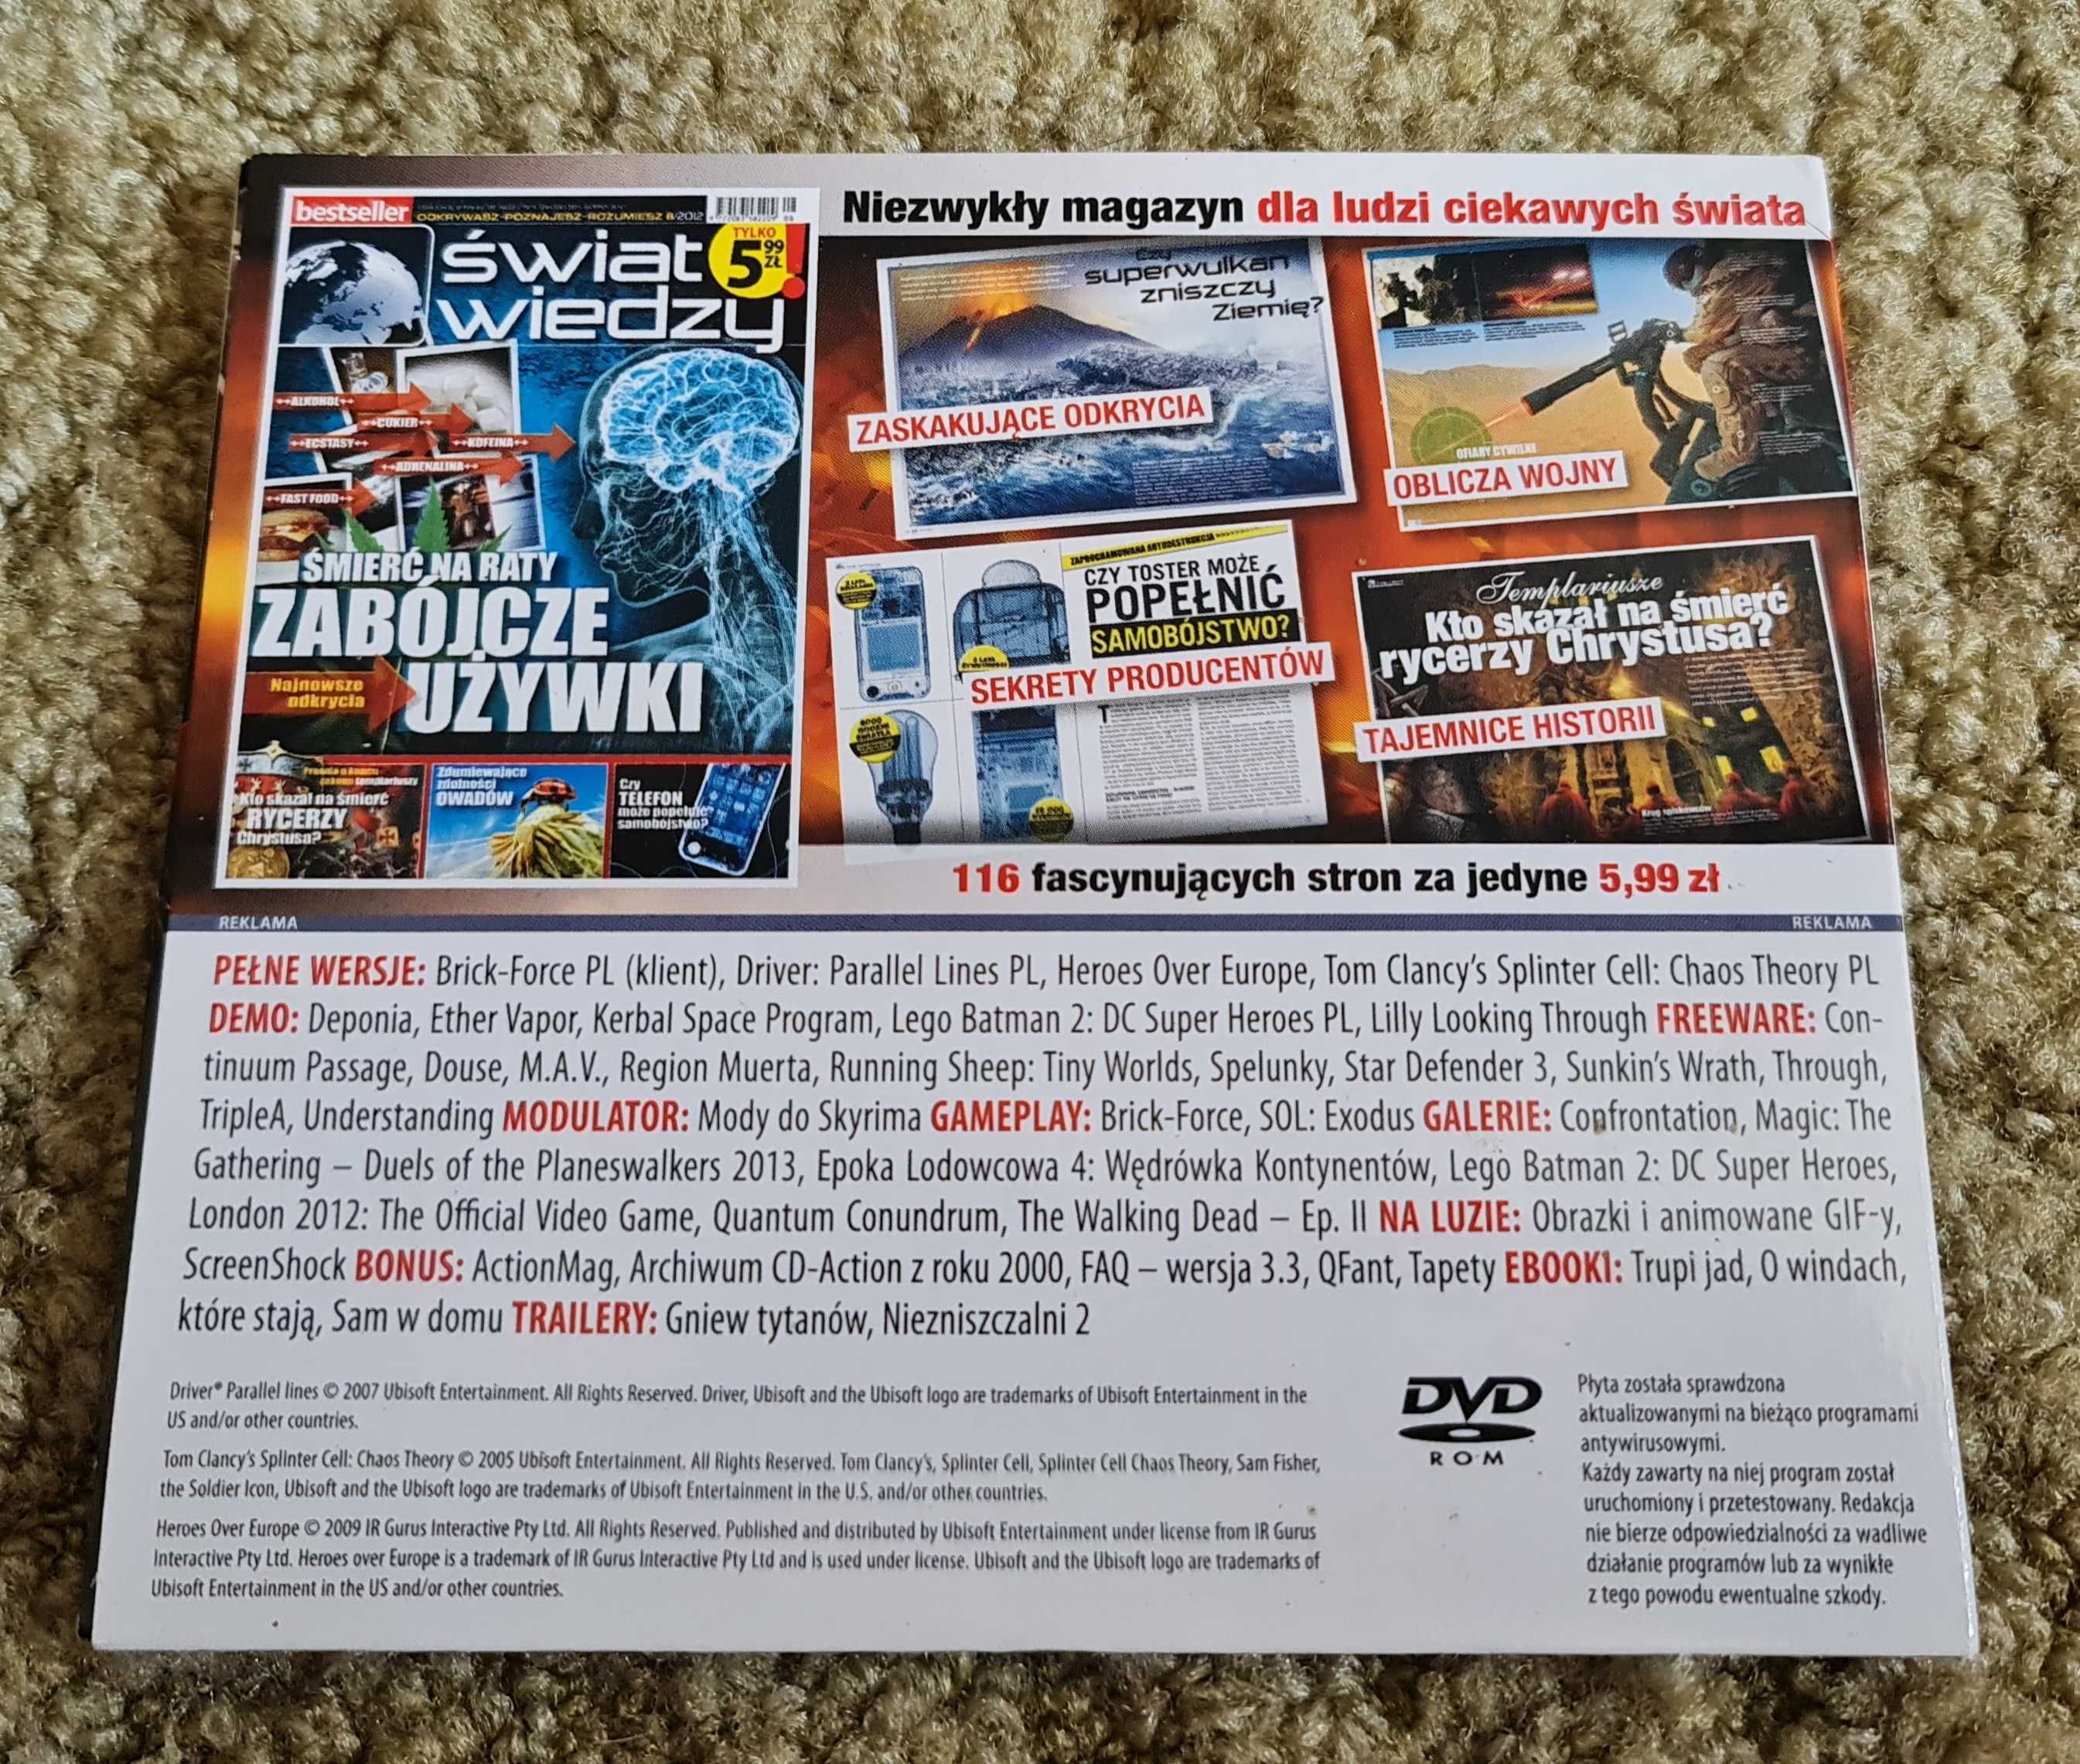 Niezwykły magazyn dla ludzi ciekawych świata
bestseller
ODKRYWASZ-POZNAJESZ-ROZUMIESZ 8/2012
TYLKO
5 99 ZŁ!
świat
wiedzy
++ALKOHOL++
++CUKIER++
++ECSTASY++
++KOFEINA++
++ADRENALINA++
++FAST FOOD++
ŚMIERĆ NA RATY
ZABÓJCZE
UŻYWKI
Najnowsze
odkrycia
Kto skazał na śmierć
RYCERZY
Chrystusa?
Zdumiewające
zdolności
OWADÓW
Czy
TELEFON
może popełnić
samobójstwo?
Czy
superwulkan
zniszczy
Ziemię?
ZASKAKUJĄCE ODKRYCIA
OFIARY CYWILNE
OBLICZA WOJNY
ZAPROGRAMOWANA AUTODESTRUKCJA
CZY TOSTER MOŻE
POPEŁNIĆ
SAMOBÓJSTWO?
SEKRETY PRODUCENTÓW
Templariusze
Kto skazał na śmierć
rycerzy Chrystusa?
TAJEMNICE HISTORII
116 fascynujących stron za jedyne 5,99 zł
REKLAMA REKLAMA
PEŁNE WERSJE: Brick-Force PL (klient), Driver: Parallel Lines PL, Heroes Over Europe, Tom Clancy's Splinter Cell: Chaos Theory PL
DEMO: Deponia, Ether Vapor, Kerbal Space Program, Lego Batman 2: DC Super Heroes PL, Lilly Looking Through FREEWARE: Con-
tinuum Passage, Douse, M.A.V., Region Muerta, Running Sheep: Tiny Worlds, Spelunky, Star Defender 3, Sunkin's Wrath, Through,
TripleA, Understanding MODULATOR: Mody do Skyrima GAMEPLAY: Brick-Force, SOL: Exodus GALERIE: Confrontation, Magic: The
Gathering – Duels of the Planeswalkers 2013, Epoka Lodowcowa 4: Wędrówka Kontynentów, Lego Batman 2: DC Super Heroes,
London 2012: The Official Video Game, Quantum Conundrum, The Walking Dead – Ep. II NA LUZIE: Obrazki i animowane GIF-y,
ScreenShock BONUS: ActionMag, Archiwum CD-Action z roku 2000, FAQ – wersja 3.3, QFant, Tapety EBOOKI: Trupi jad, O windach,
które stają, Sam w domu TRAILERY: Gniew tytanów, Niezniszczalni 2
Driver® Parallel lines © 2007 Ubisoft Entertainment. All Rights Reserved. Driver, Ubisoft and the Ubisoft logo are trademarks of Ubisoft Entertainment in the
US and/or other countries.
Tom Clancy's Splinter Cell: Chaos Theory © 2005 Ubisoft Entertainment. All Rights Reserved. Tom Clancy's, Splinter Cell, Splinter Cell Chaos Theory, Sam Fisher,
the Soldier Icon, Ubisoft and the Ubisoft logo are trademarks of Ubisoft Entertainment in the U.S. and/or other countries.
Heroes Over Europe © 2009 IR Gurus Interactive Pty Ltd. All Rights Reserved. Published and distributed by Ubisoft Entertainment under license from IR Gurus
Interactive Pty Ltd. Heroes over Europe is a trademark of IR Gurus Interactive Pty Ltd and is used under license. Ubisoft and the Ubisoft logo are trademarks of
Ubisoft Entertainment in the US and/or other countries.
DVD
ROM
Płyta została sprawdzona
aktualizowanymi na bieżąco programami
antywirusowymi.
Każdy zawarty na niej program został
uruchomiony i przetestowany. Redakcja
nie bierze odpowiedzialności za wadliwe
działanie programów lub za wynikłe
z tego powodu ewentualne szkody.